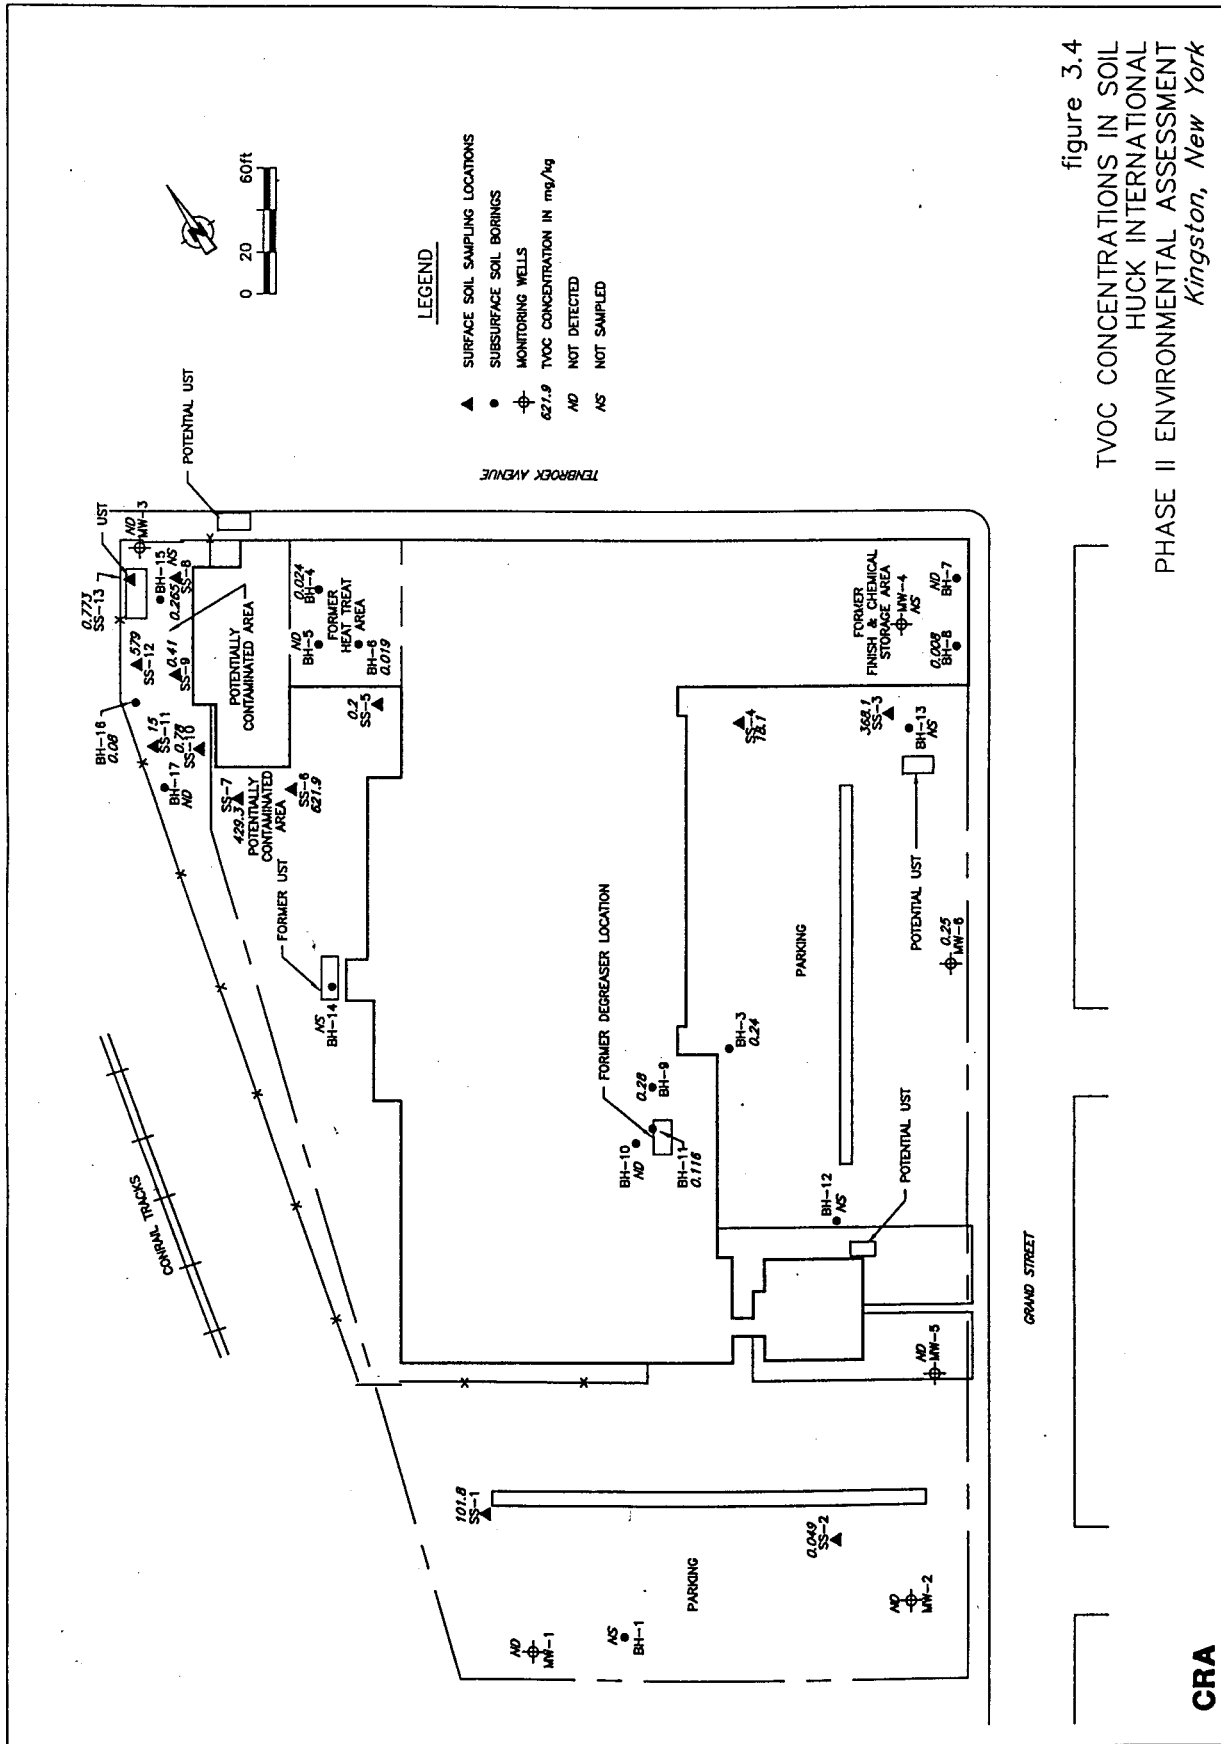 CONRAIL TRACKS
BH-16
0.08
0.773
SS-13
UST
POTENTIAL UST
ND
MW-3
579
SS-12
BH-15
NS
0.265
SS-8
0.41
SS-9
15
SS-11
0.78
SS-10
BH-17
ND
POTENTIALLY
CONTAMINATED AREA
SS-7
429.3
POTENTIALLY
CONTAMINATED
AREA
SS-6
621.9
FORMER UST
NS
BH-14
0.2
SS-5
0.024
BH-4
ND
BH-5
FORMER
HEAT TREAT
AREA
BH-6
0.019
TENBROEK AVENUE
0 20 60ft
LEGEND
SURFACE SOIL SAMPLING LOCATIONS
SUBSURFACE SOIL BORINGS
MONITORING WELLS
621.9 TVOC CONCENTRATION IN mg/kg
ND NOT DETECTED
NS NOT SAMPLED
FORMER DEGREASER LOCATION
0.28
BH-9
BH-10
ND
BH-11
0.116
BH-3
0.24
SS-4
18.1
FORMER
FINISH & CHEMICAL
STORAGE AREA
MW-4
NS
ND
BH-7
0.008
BH-8
368.1
SS-3
BH-13
NS
POTENTIAL UST
PARKING
0.25
MW-6
BH-12
NS
POTENTIAL UST
ND
MW-5
101.8
SS-1
0.049
SS-2
PARKING
ND
MW-1
NS
BH-1
ND
MW-2
GRAND STREET
figure 3.4
TVOC CONCENTRATIONS IN SOIL
HUCK INTERNATIONAL
PHASE II ENVIRONMENTAL ASSESSMENT
Kingston, New York
CRA